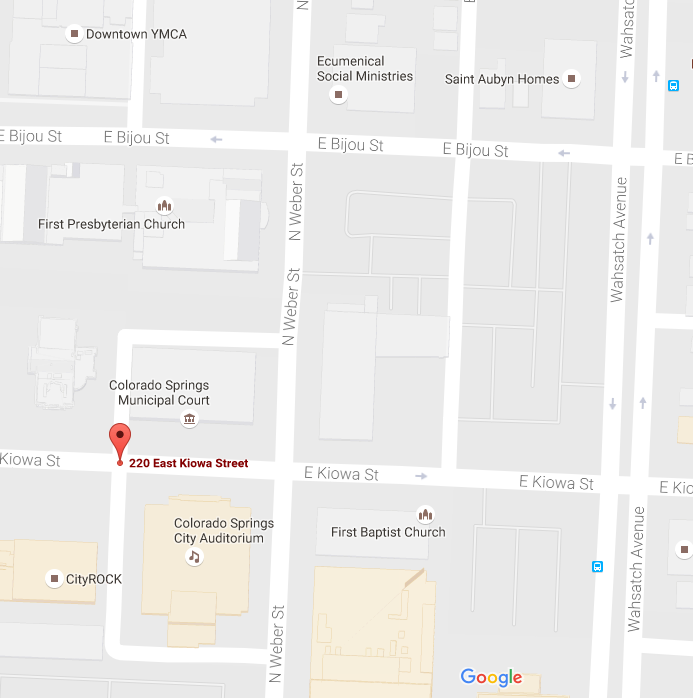 Downtown YMCA
Ecumenical
Social Ministries
Saint Aubyn Homes
Wahsatch
E Bijou St
E Bijou St
E Bijou St
E Bijou St
E B
N Weber St
First Presbyterian Church
Wahsatch Avenue
N Weber St
Colorado Springs
Municipal Court
Kiowa St
220 East Kiowa Street
E Kiowa St
E Kiowa St
E Kio
Colorado Springs
City Auditorium
First Baptist Church
Wahsatch Avenue
CityROCK
N Weber St
Google